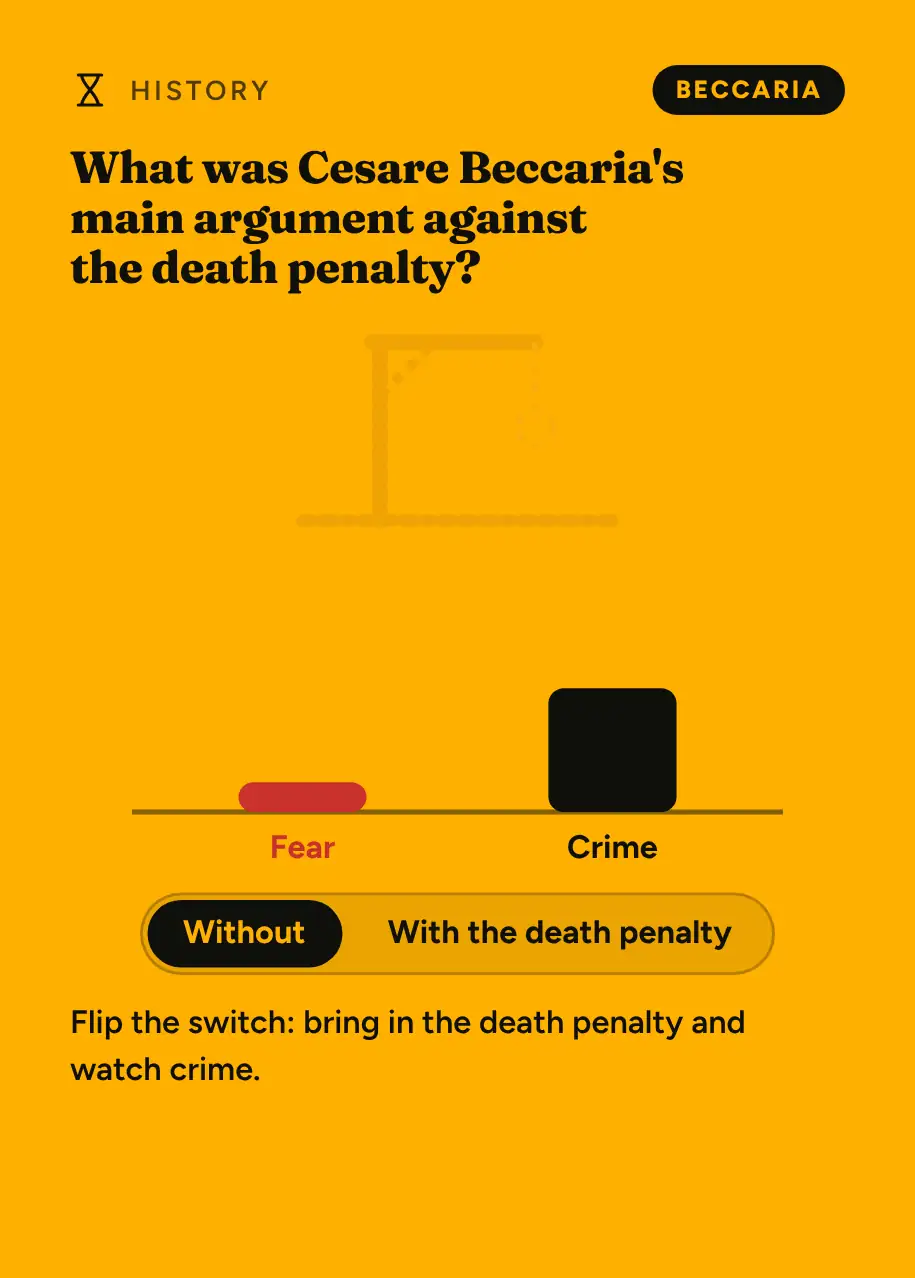 HISTORY
BECCARIA
What was Cesare Beccaria's
main argument against
the death penalty?
Fear
Crime
Without
With the death penalty
Flip the switch: bring in the death penalty and
watch crime.